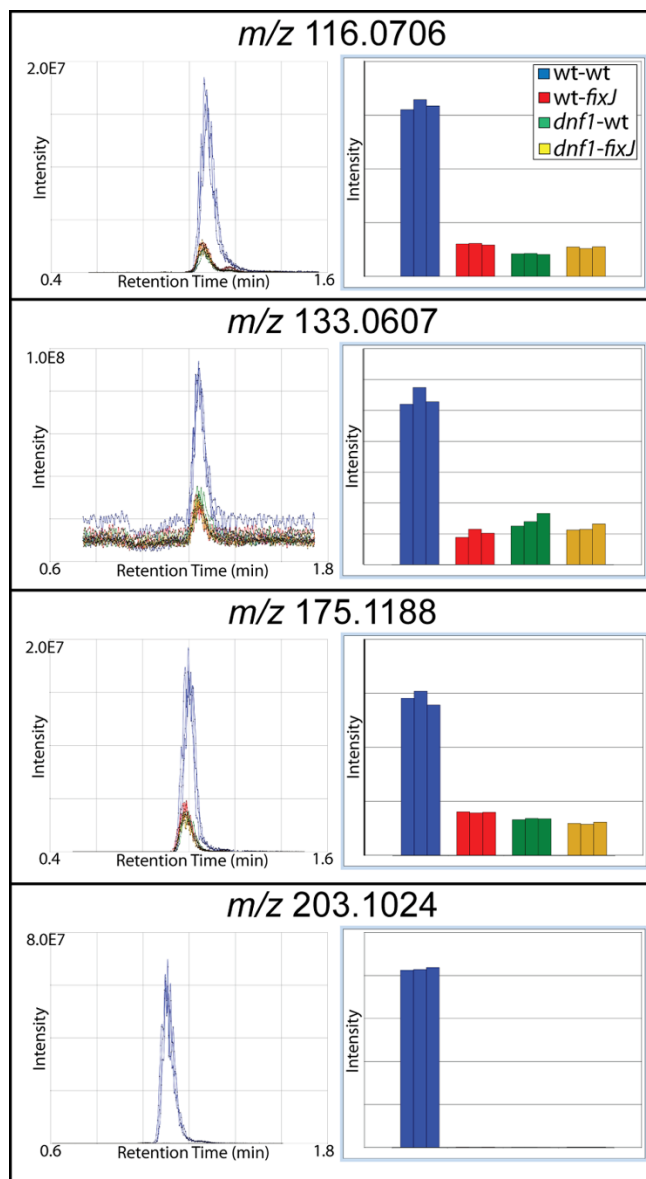 m/z 116.0706
2.0E7
Intensity
0.4
Retention Time (min)
1.6
Intensity
wt-wt
wt-fixJ
dnf1-wt
dnf1-fixJ
m/z 133.0607
1.0E8
Intensity
0.6
Retention Time (min)
1.8
Intensity
m/z 175.1188
2.0E7
Intensity
0.4
Retention Time (min)
1.6
Intensity
m/z 203.1024
8.0E7
Intensity
0.6
Retention Time (min)
1.8
Intensity